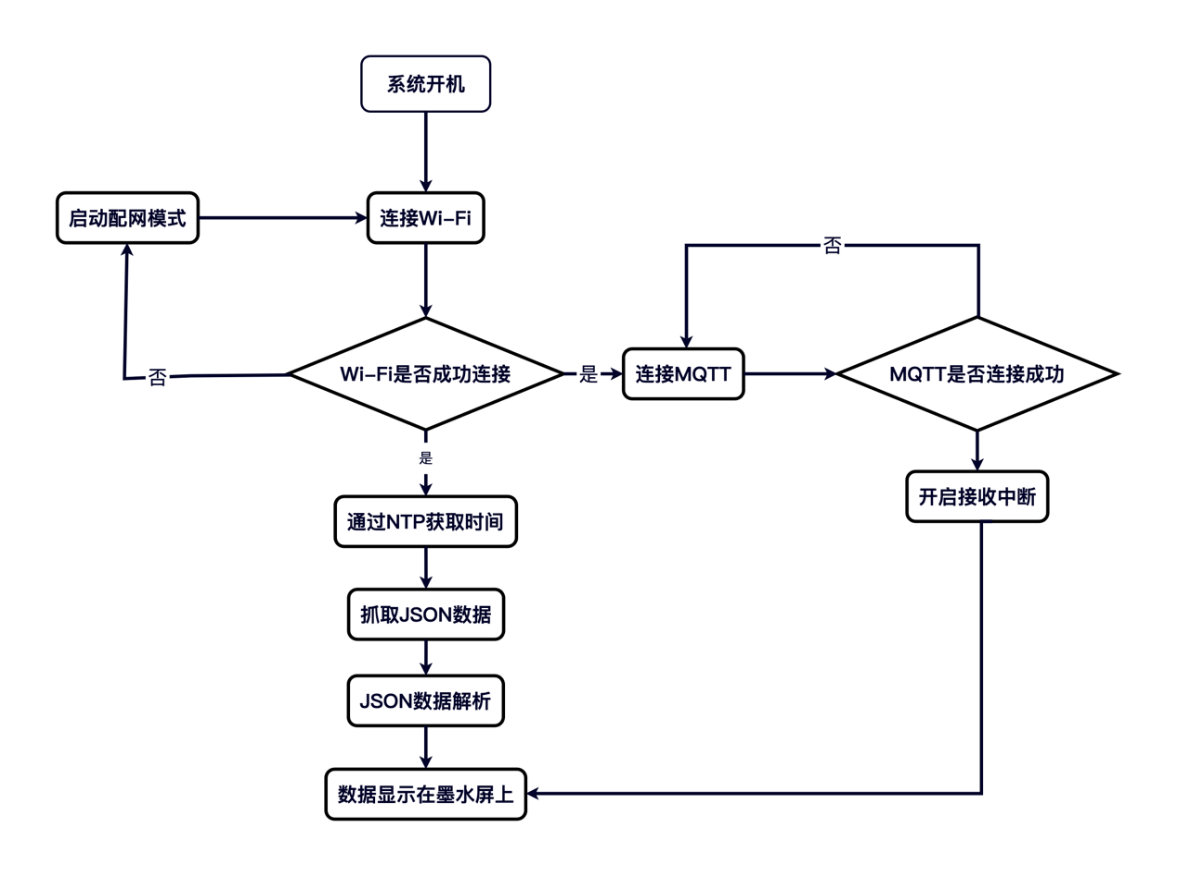 系统开机
启动配网模式
连接Wi-Fi
否
否
Wi-Fi是否成功连接
是
连接MQTT
MQTT是否连接成功
是
开启接收中断
通过NTP获取时间
抓取JSON数据
JSON数据解析
数据显示在墨水屏上